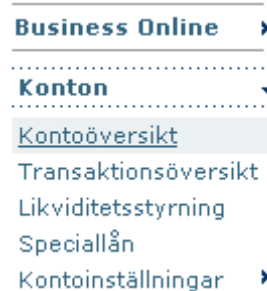 Business Online
Konton
Kontoöversikt
Transaktionsöversikt
Likviditetsstyrning
Speciallån
Kontoinställningar